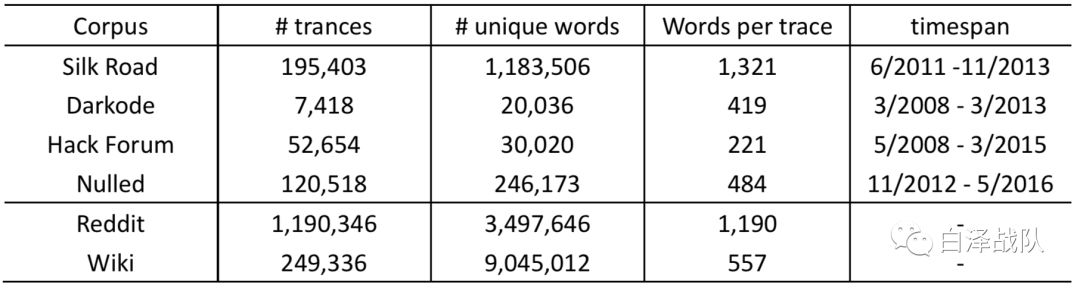 Corpus # trances # unique words Words per trace timespan
Silk Road 195,403 1,183,506 1,321 6/2011 -11/2013
Darkode 7,418 20,036 419 3/2008 - 3/2013
Hack Forum 52,654 30,020 221 5/2008 - 3/2015
Nulled 120,518 246,173 484 11/2012 - 5/2016
Reddit 1,190,346 3,497,646 1,190 -
Wiki 249,336 9,045,012 557 -
白泽战队